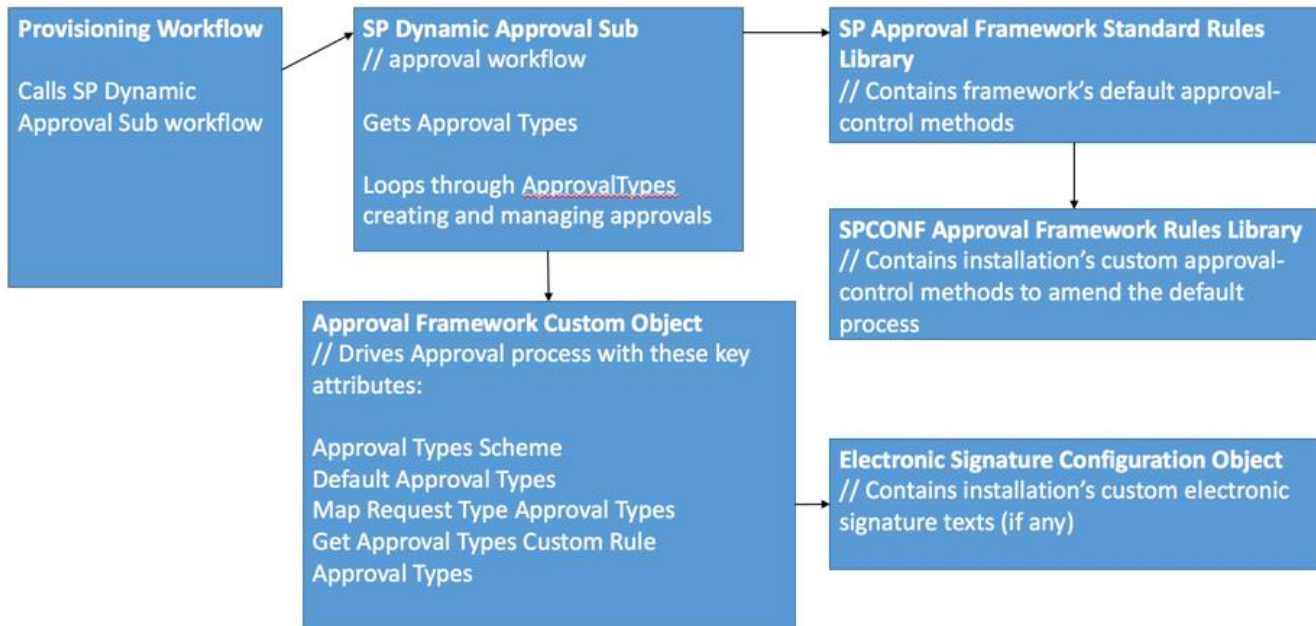 Provisioning Workflow
Calls SP Dynamic
Approval Sub workflow
SP Dynamic Approval Sub
// approval workflow
Gets Approval Types
Loops through ApprovalTypes
creating and managing approvals
SP Approval Framework Standard Rules
Library
// Contains framework’s default approval-
control methods
SPCONF Approval Framework Rules Library
// Contains installation’s custom approval-
control methods to amend the default
process
Approval Framework Custom Object
// Drives Approval process with these key
attributes:
Approval Types Scheme
Default Approval Types
Map Request Type Approval Types
Get Approval Types Custom Rule
Approval Types
Electronic Signature Configuration Object
// Contains installation’s custom electronic
signature texts (if any)